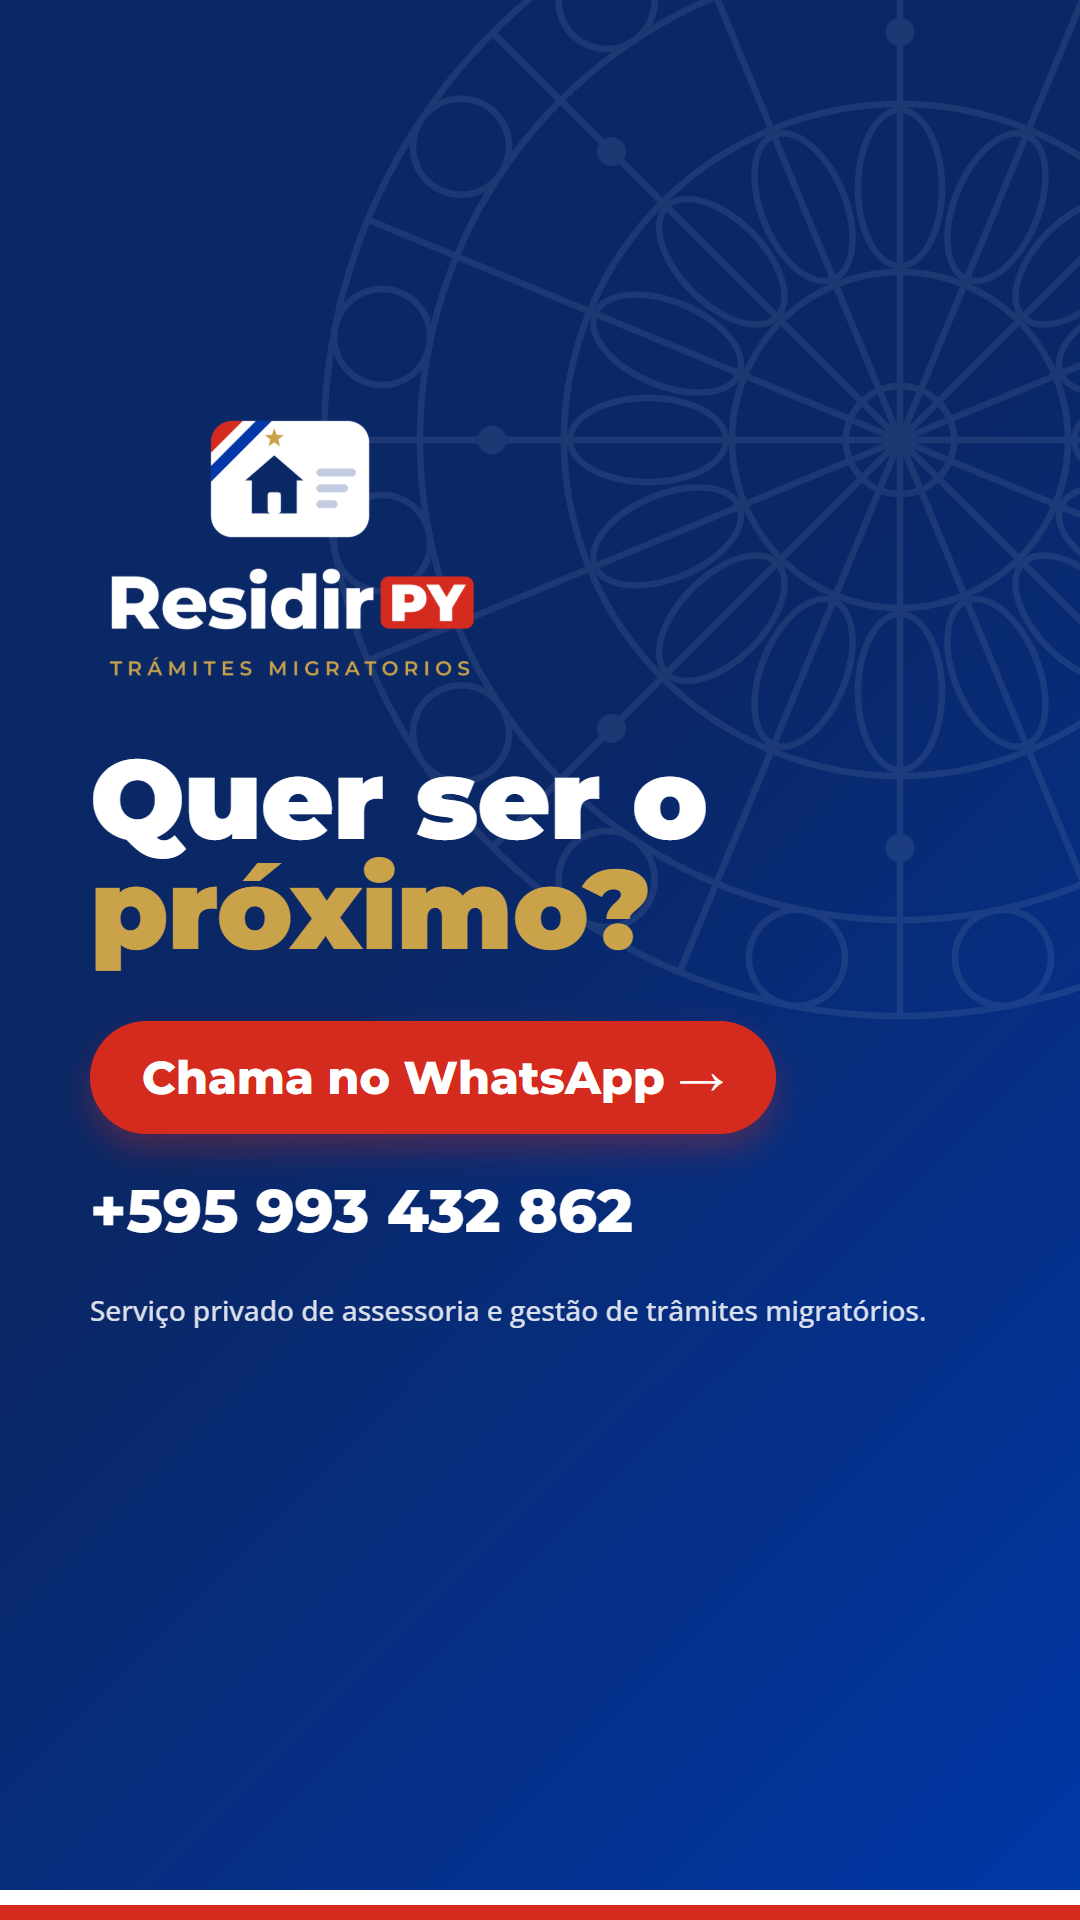 Residir PY
TRÁMITES MIGRATORIOS
Quer ser o
próximo?
Chama no WhatsApp →
+595 993 432 862
Serviço privado de assessoria e gestão de trâmites migratórios.